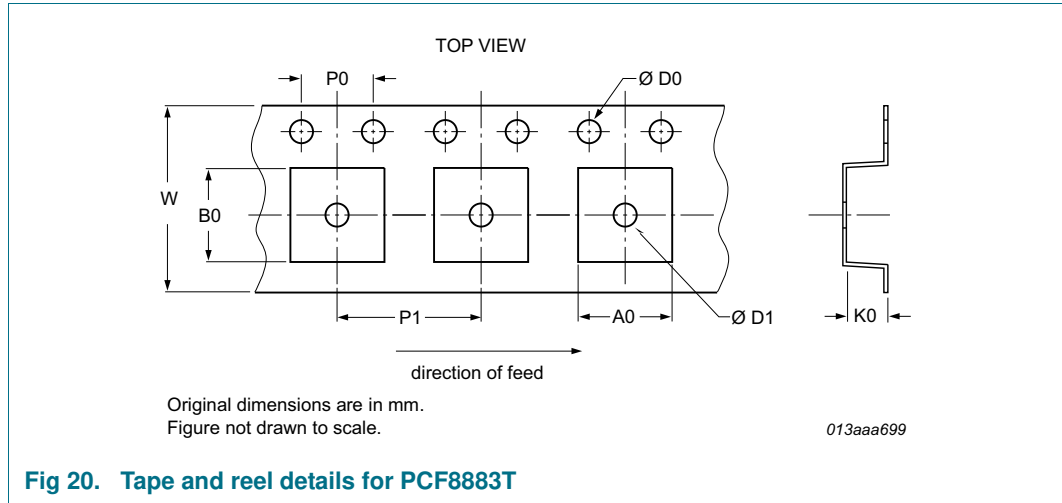 TOP VIEW
P0
Ø D0
W
B0
P1
A0
Ø D1
K0
direction of feed
Original dimensions are in mm.
Figure not drawn to scale.
013aaa699
Fig 20. Tape and reel details for PCF8883T